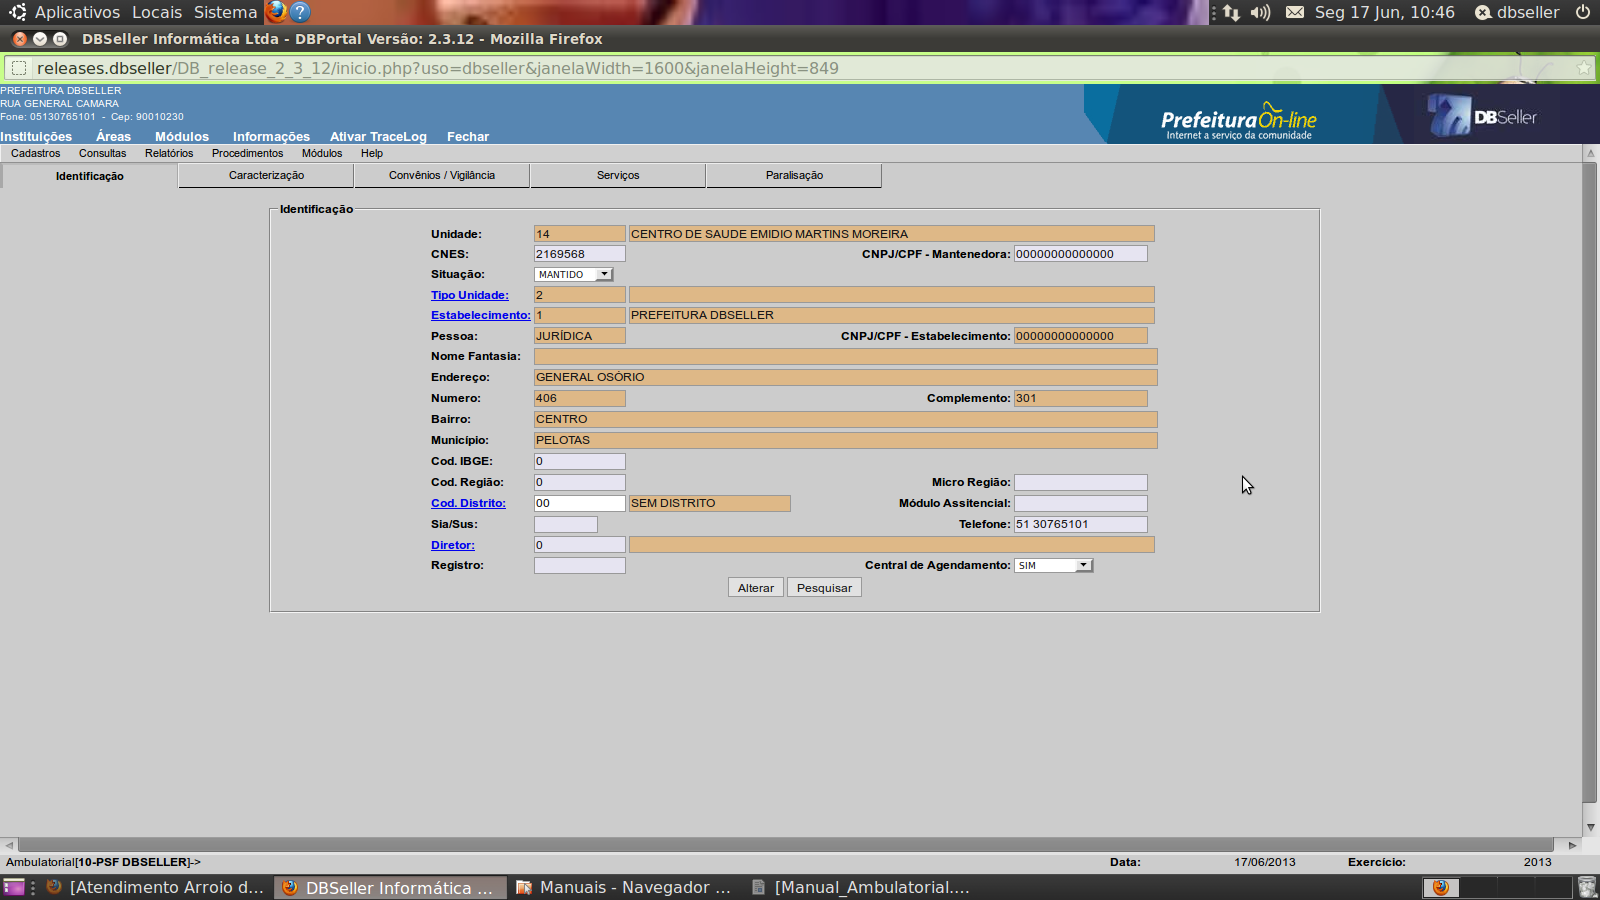 Aplicativos Locais Sistema ? Seg 17 Jun, 10:46 dbseller
DBSeller Informática Ltda - DBPortal Versão: 2.3.12 - Mozilla Firefox
releases.dbseller/DB_release_2_3_12/inicio.php?uso=dbseller&janelaWidth=1600&janelaHeight=849
PREFEITURA DBSELLER
RUA GENERAL CAMARA
Fone: 05130765101 - Cep: 90010230
Prefeitura On-line
Internet a serviço da comunidade
DBSeller
Instituições Áreas Módulos Informações Ativar TraceLog Fechar
Cadastros Consultas Relatórios Procedimentos Módulos Help
Identificação Caracterização Convênios / Vigilância Serviços Paralisação
Identificação
Unidade: 14 CENTRO DE SAUDE EMIDIO MARTINS MOREIRA
CNES: 2169568 CNPJ/CPF - Mantenedora: 00000000000000
Situação: MANTIDO
Tipo Unidade: 2
Estabelecimento: 1 PREFEITURA DBSELLER
Pessoa: JURÍDICA CNPJ/CPF - Estabelecimento: 00000000000000
Nome Fantasia:
Endereço: GENERAL OSÓRIO
Numero: 406 Complemento: 301
Bairro: CENTRO
Município: PELOTAS
Cod. IBGE: 0
Cod. Região: 0 Micro Região:
Cod. Distrito: 00 SEM DISTRITO Módulo Assitencial:
Sia/Sus: Telefone: 51 30765101
Diretor: 0
Registro: Central de Agendamento: SIM
Alterar Pesquisar
Ambulatorial[10-PSF DBSELLER]-> Data: 17/06/2013 Exercício: 2013
[Atendimento Arroio d... DBSeller Informática ... Manuais - Navegador ... [Manual_Ambulatorial....